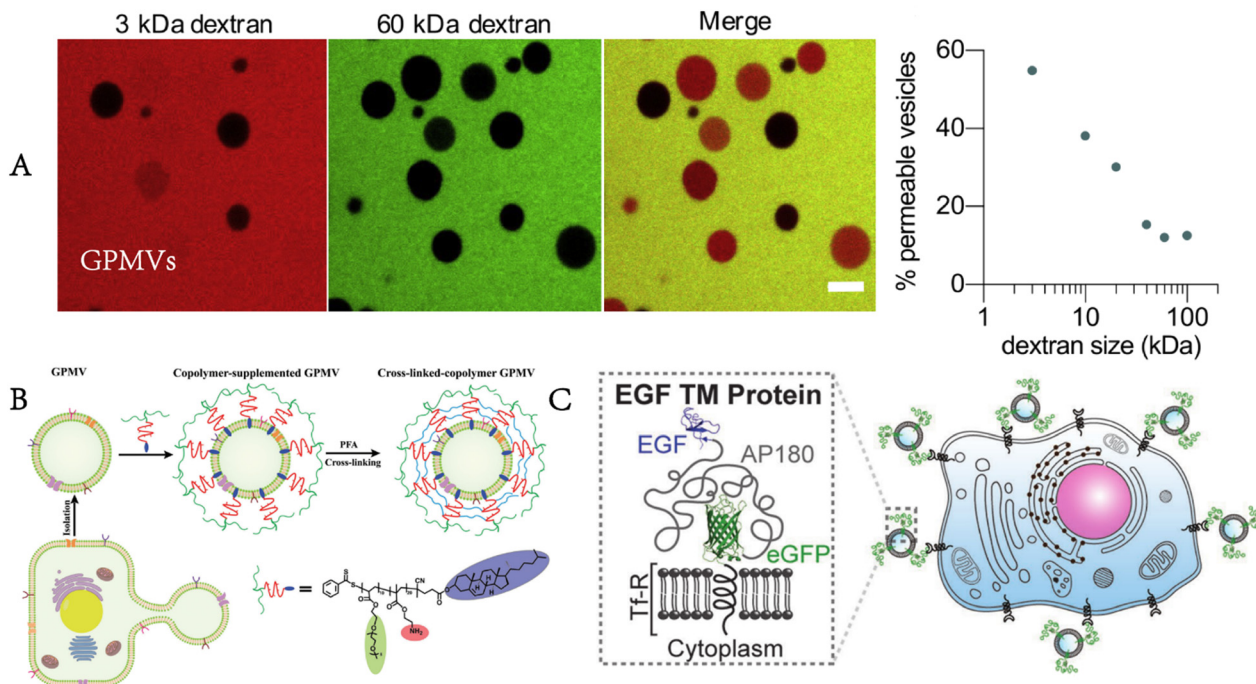 3 kDa dextran
60 kDa dextran
Merge
A
GPMVs
% permeable vesicles
60
40
20
0
1
10
100
dextran size (kDa)
B
GPMV
Copolymer-supplemented GPMV
Cross-linked-copolymer GPMV
PFA
Cross-linking
Isolation
=
S
S
CN
O
O
O
O
O
O
NH₂
H
H
H
C
EGF TM Protein
EGF
AP180
eGFP
Tf-R
Cytoplasm